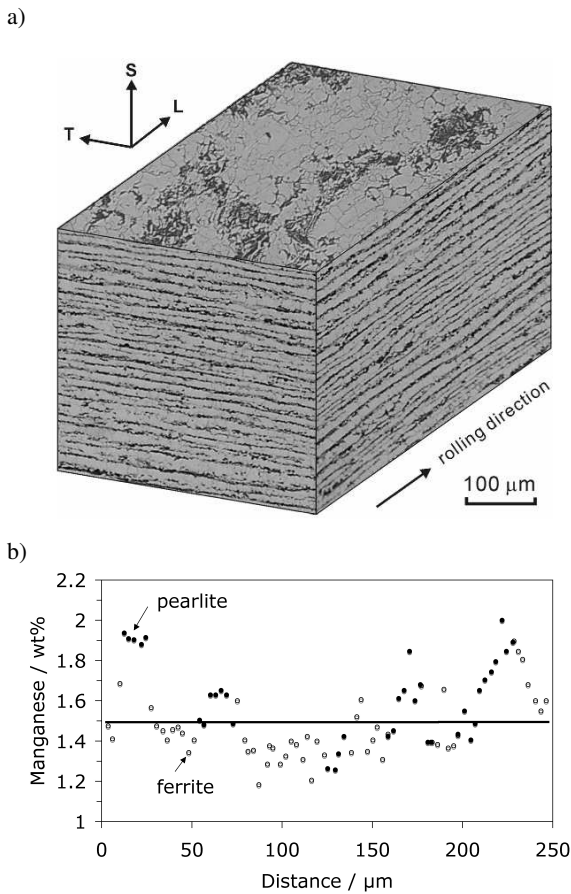 a)
S
L
T
rolling direction
100 μm
b)
2.2
2
1.8
1.6
1.4
1.2
1
Manganese / wt%
pearlite
ferrite
0
50
100
150
200
250
Distance / μm